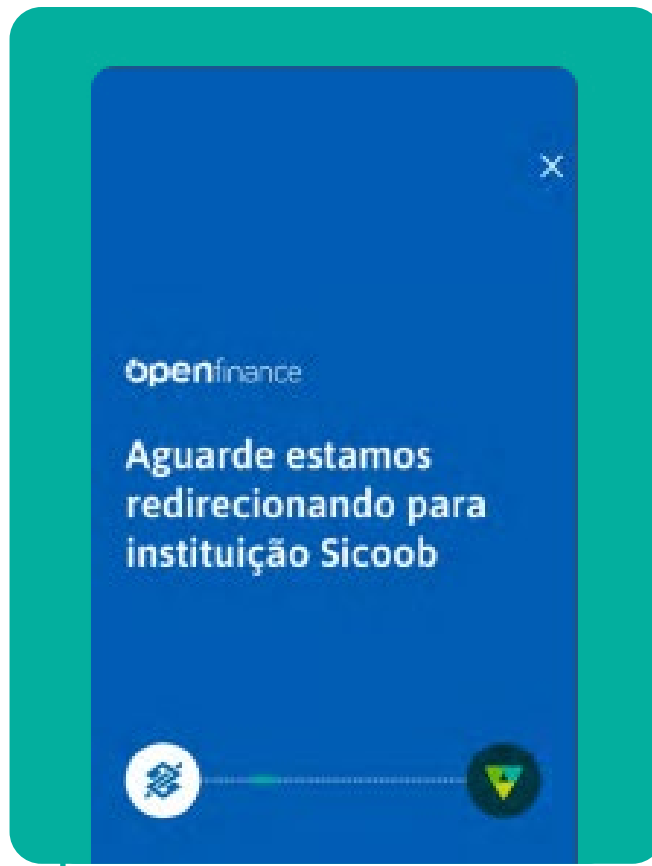 openfinance
Aguarde estamos
redirecionando para
instituição Sicoob